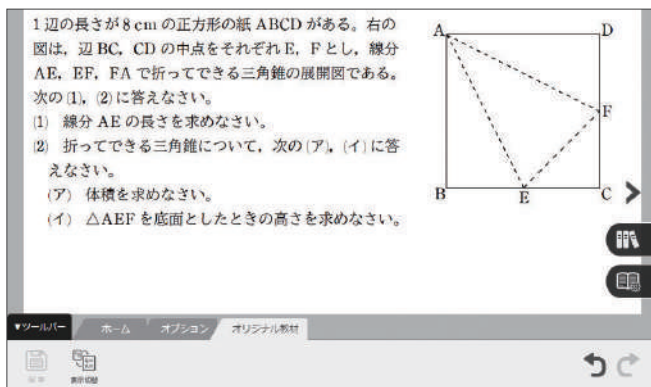 1辺の長さが8cmの正方形の紙ABCDがある。右の
図は，辺BC，CDの中点をそれぞれE，Fとし，線分
AE，EF，FAで折ってできる三角錐の展開図である。
次の(1)，(2)に答えなさい。
(1) 線分AEの長さを求めなさい。
(2) 折ってできる三角錐について，次の(ア)，(イ)に答
えなさい。
(ア) 体積を求めなさい。
(イ) △AEFを底面としたときの高さを求めなさい。
A
D
F
B
E
C
▼ツールバー
ホーム
オプション
オリジナル教材
表示切替